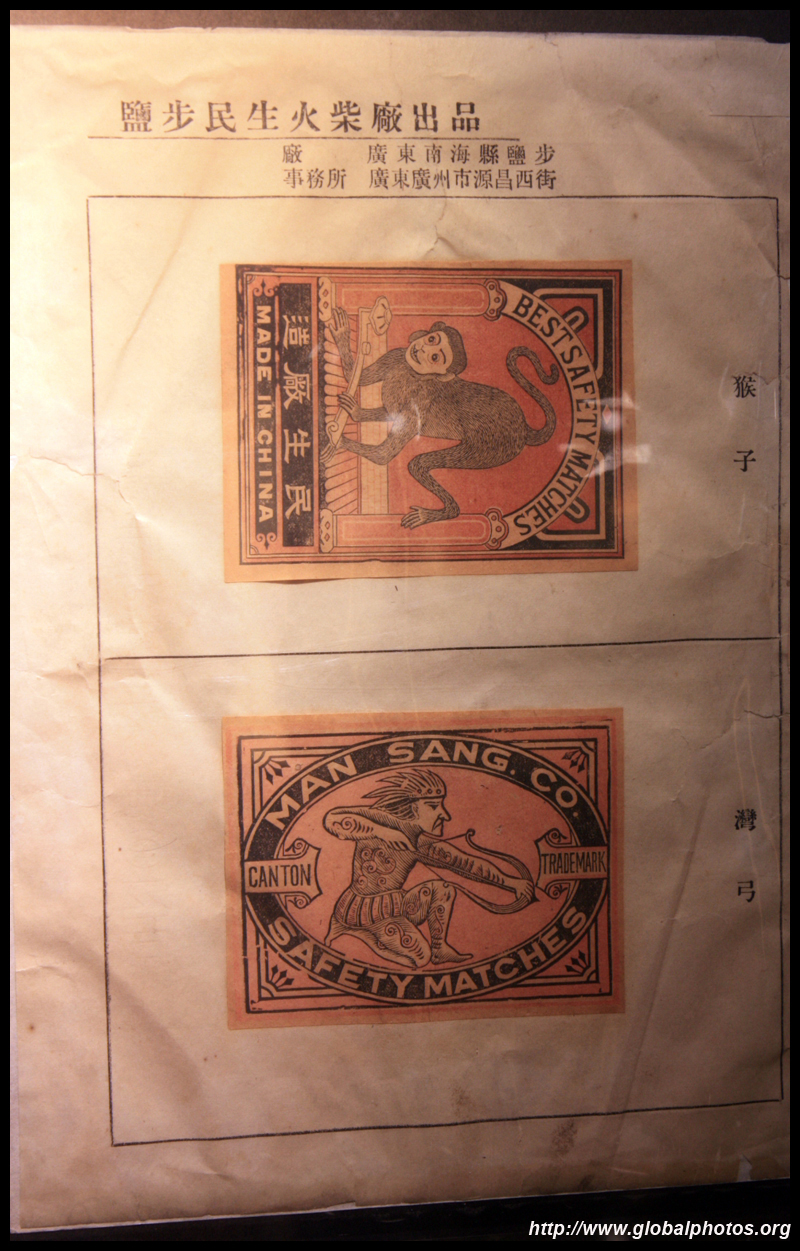 鹽步民生火柴廠出品
廠 廣東南海縣鹽步
事務所 廣東廣州市源昌西街
BEST SAFETY MATCHES
民生廠造
MADE IN CHINA
猴子
MAN SANG. CO.
CANTON
TRADEMARK
SAFETY MATCHES
灣弓
http://www.globalphotos.org